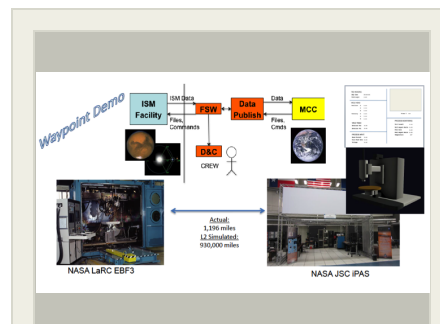 Waypoint Demo
ISM
Facility
ISM Data
Files,
Commands
FSW
Data
Publish
Data
Files,
Cmds
MCC
D&C
CREW
Actual:
1,196 miles
L2 Simulated:
930,000 miles
NASA LaRC EBF3
NASA JSC iPAS